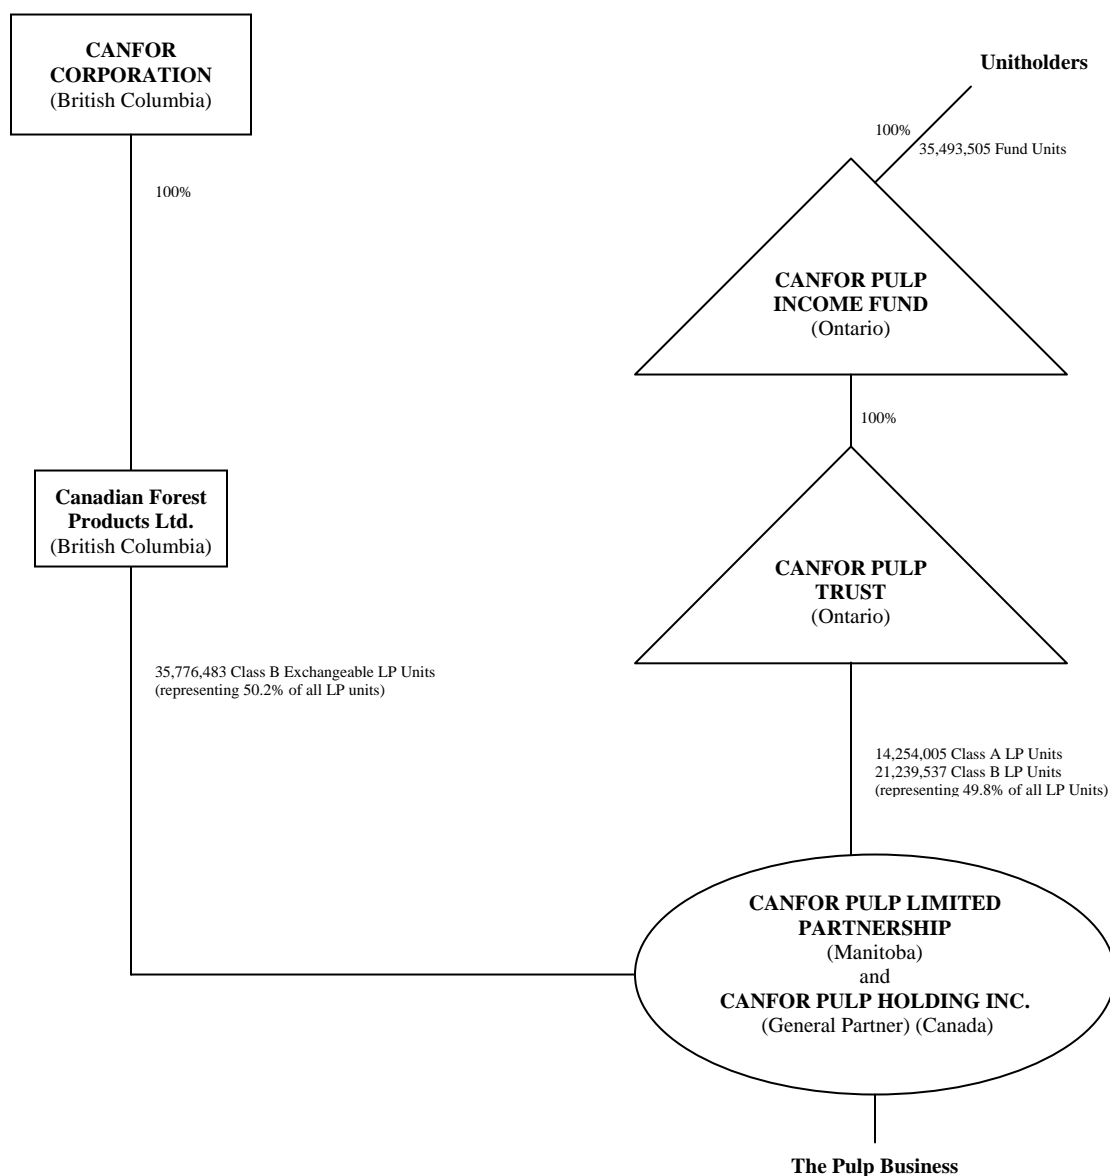 CANFOR
CORPORATION
(British Columbia)
Unitholders
100%
35,493,505 Fund Units
100%
CANFOR PULP
INCOME FUND
(Ontario)
100%
Canadian Forest
Products Ltd.
(British Columbia)
CANFOR PULP
TRUST
(Ontario)
35,776,483 Class B Exchangeable LP Units
(representing 50.2% of all LP units)
14,254,005 Class A LP Units
21,239,537 Class B LP Units
(representing 49.8% of all LP Units)
CANFOR PULP LIMITED
PARTNERSHIP
(Manitoba)
and
CANFOR PULP HOLDING INC.
(General Partner) (Canada)
The Pulp Business